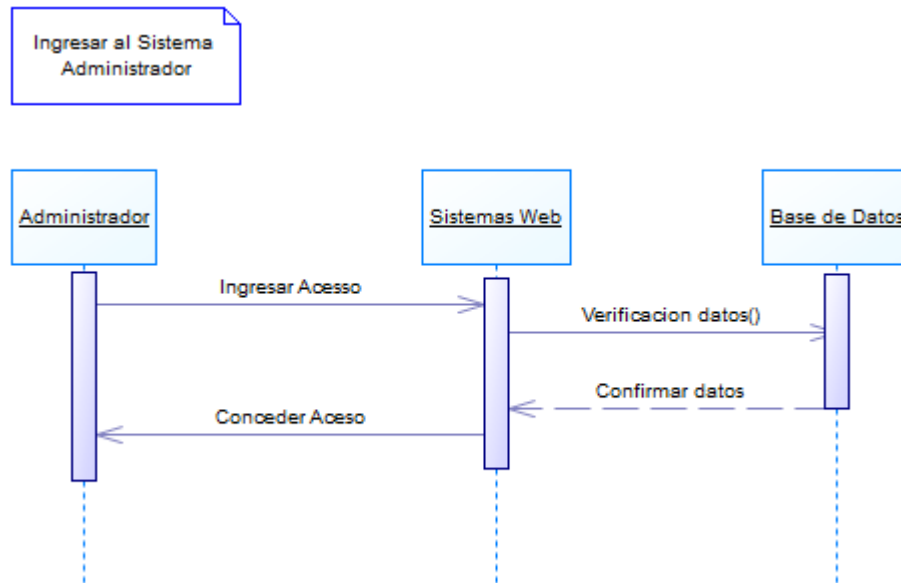 Ingresar al Sistema
Administrador
Administrador
Sistemas Web
Base de Datos
Ingresar Acesso
Verificacion datos()
Confirmar datos
Conceder Aceso